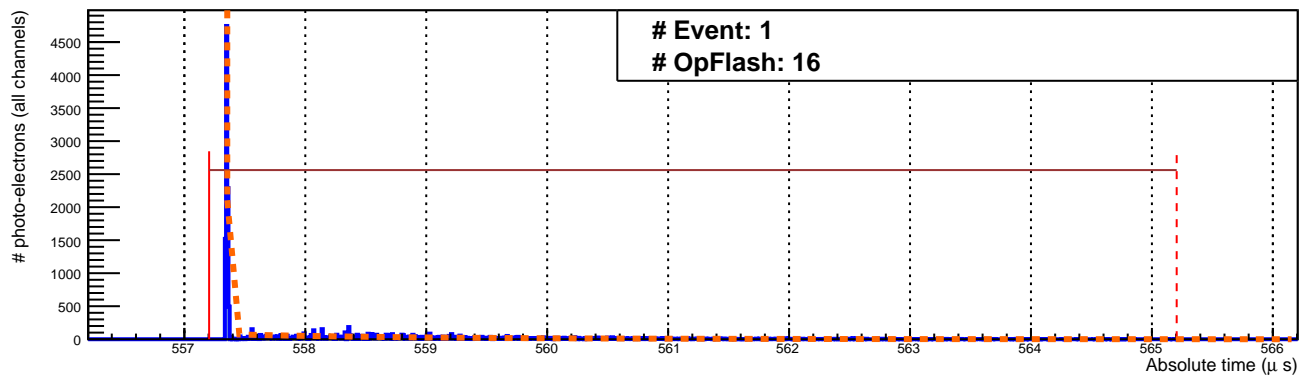 # Event: 1
# OpFlash: 16
# photo-electrons (all channels)
4500
4000
3500
3000
2500
2000
1500
1000
500
0
557 558 559 560 561 562 563 564 565 566
Absolute time (μ s)